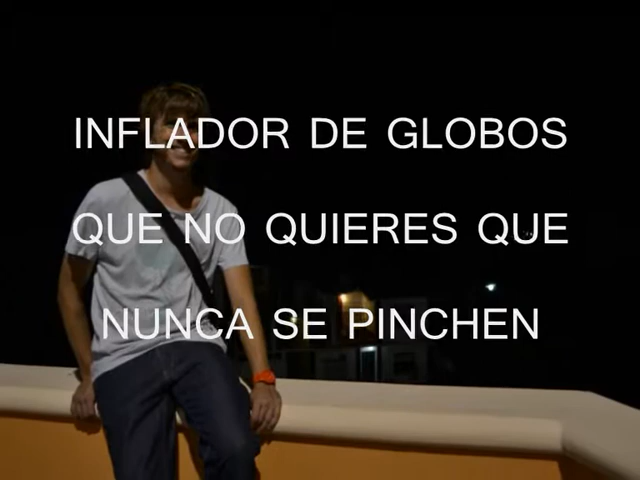 INFLADOR DE GLOBOS
QUE NO QUIERES QUE
NUNCA SE PINCHEN